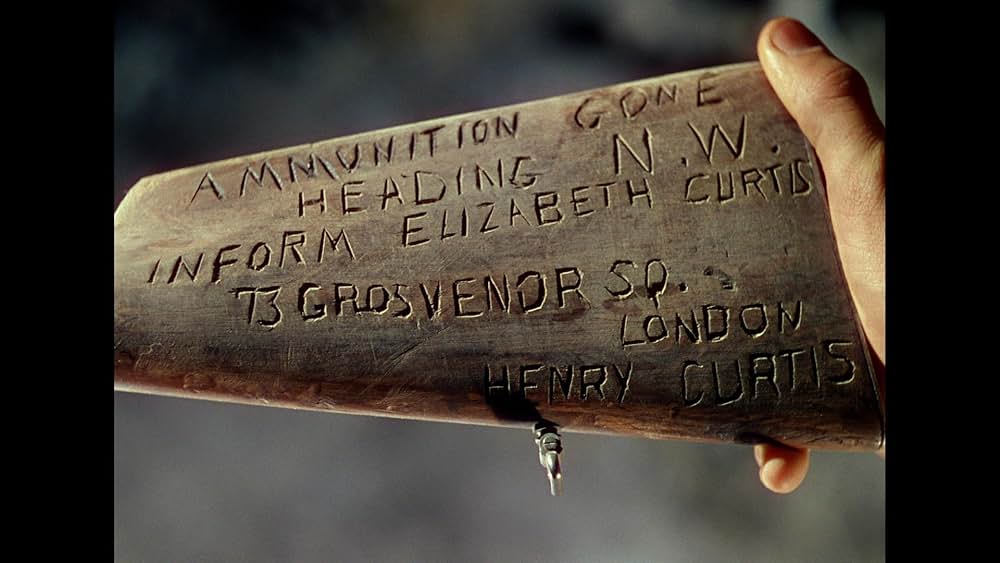 AMMUNITION GONE
HEADING N.W.
INFORM ELIZABETH CURTIS
73 GROSVENOR SQ.
LONDON
HENRY CURTIS